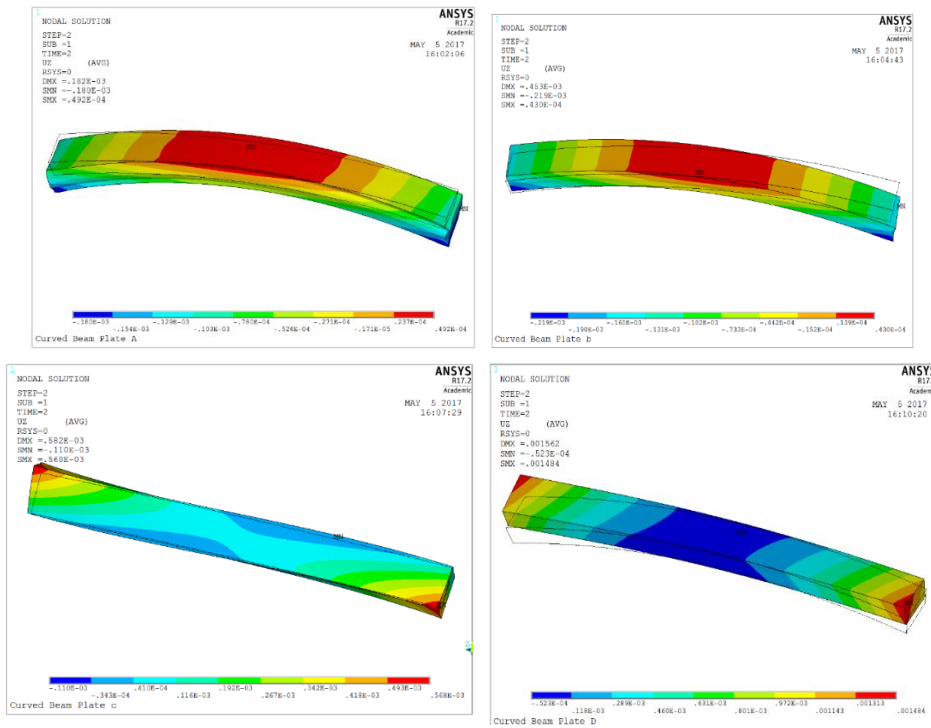 1
NODAL SOLUTION
STEP=2
SUB =1
TIME=2
UZ (AVG)
RSYS=0
DMX =.182E-03
SMN =-.180E-03
SMX =.492E-04
ANSYS
R17.2
Academic
MAY 5 2017
16:02:06
MX
MN
-.180E-03 -.129E-03 -.780E-04 -.271E-04 .237E-04
-.154E-03 -.103E-03 -.526E-04 -.171E-05 .492E-04
Curved Beam Plate A
1
NODAL SOLUTION
STEP=2
SUB =1
TIME=2
UZ (AVG)
RSYS=0
DMX =.453E-03
SMN =-.219E-03
SMX =.430E-04
ANSYS
R17.2
Academic
MAY 5 2017
16:04:43
MX
MN
-.219E-03 -.160E-03 -.102E-03 -.442E-04 .139E-04
-.190E-03 -.131E-03 -.733E-04 -.152E-04 .430E-04
Curved Beam Plate b
1
NODAL SOLUTION
STEP=2
SUB =1
TIME=2
UZ (AVG)
RSYS=0
DMX =.582E-03
SMN =-.110E-03
SMX =.568E-03
ANSYS
R17.2
Academic
MAY 5 2017
16:07:29
MN
-.110E-03 .410E-04 .192E-03 .342E-03 .493E-03
-.343E-04 .116E-03 .267E-03 .418E-03 .568E-03
Curved Beam Plate c
1
NODAL SOLUTION
STEP=2
SUB =1
TIME=2
UZ (AVG)
RSYS=0
DMX =.001562
SMN =-.523E-04
SMX =.001484
ANSYS
R17.2
Academic
MAY 5 2017
16:10:20
MN
-.523E-04 .289E-03 .631E-03 .972E-03 .001313
.118E-03 .460E-03 .801E-03 .001143 .001484
Curved Beam Plate D